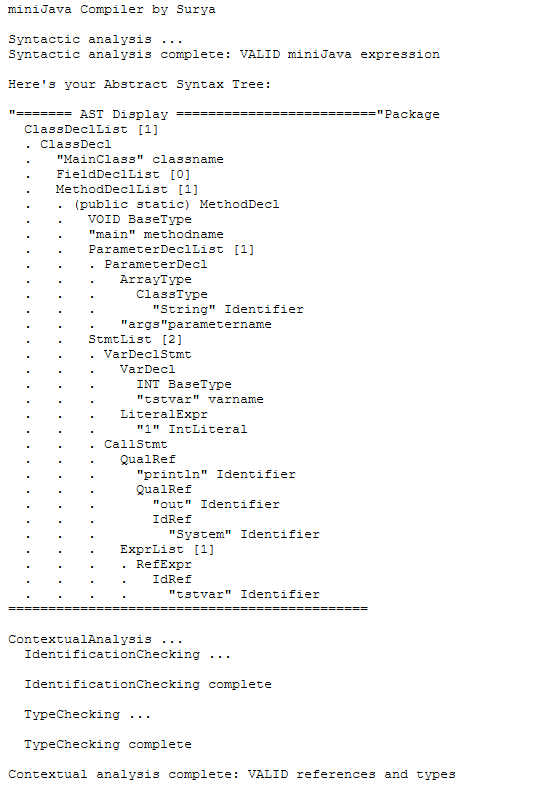 miniJava Compiler by Surya
Syntactic analysis ...
Syntactic analysis complete: VALID miniJava expression
Here's your Abstract Syntax Tree:
"======= AST Display ========================="Package
  ClassDeclList [1]
  . ClassDecl
  .   "MainClass" classname
  .   FieldDeclList [0]
  .   MethodDeclList [1]
  .   . (public static) MethodDecl
  .   .   VOID BaseType
  .   .   "main" methodname
  .   .   ParameterDeclList [1]
  .   .   . ParameterDecl
  .   .   .   ArrayType
  .   .   .     ClassType
  .   .   .       "String" Identifier
  .   .   .   "args"parametername
  .   .   StmtList [2]
  .   .   . VarDeclStmt
  .   .   .   VarDecl
  .   .   .     INT BaseType
  .   .   .     "tstvar" varname
  .   .   .   LiteralExpr
  .   .   .     "1" IntLiteral
  .   .   . CallStmt
  .   .   .   QualRef
  .   .   .     "println" Identifier
  .   .   .     QualRef
  .   .   .       "out" Identifier
  .   .   .       IdRef
  .   .   .         "System" Identifier
  .   .   .   ExprList [1]
  .   .   .   . RefExpr
  .   .   .   .   IdRef
  .   .   .   .     "tstvar" Identifier
=============================================
ContextualAnalysis ...
  IdentificationChecking ...
  IdentificationChecking complete
  TypeChecking ...
  TypeChecking complete
Contextual analysis complete: VALID references and types